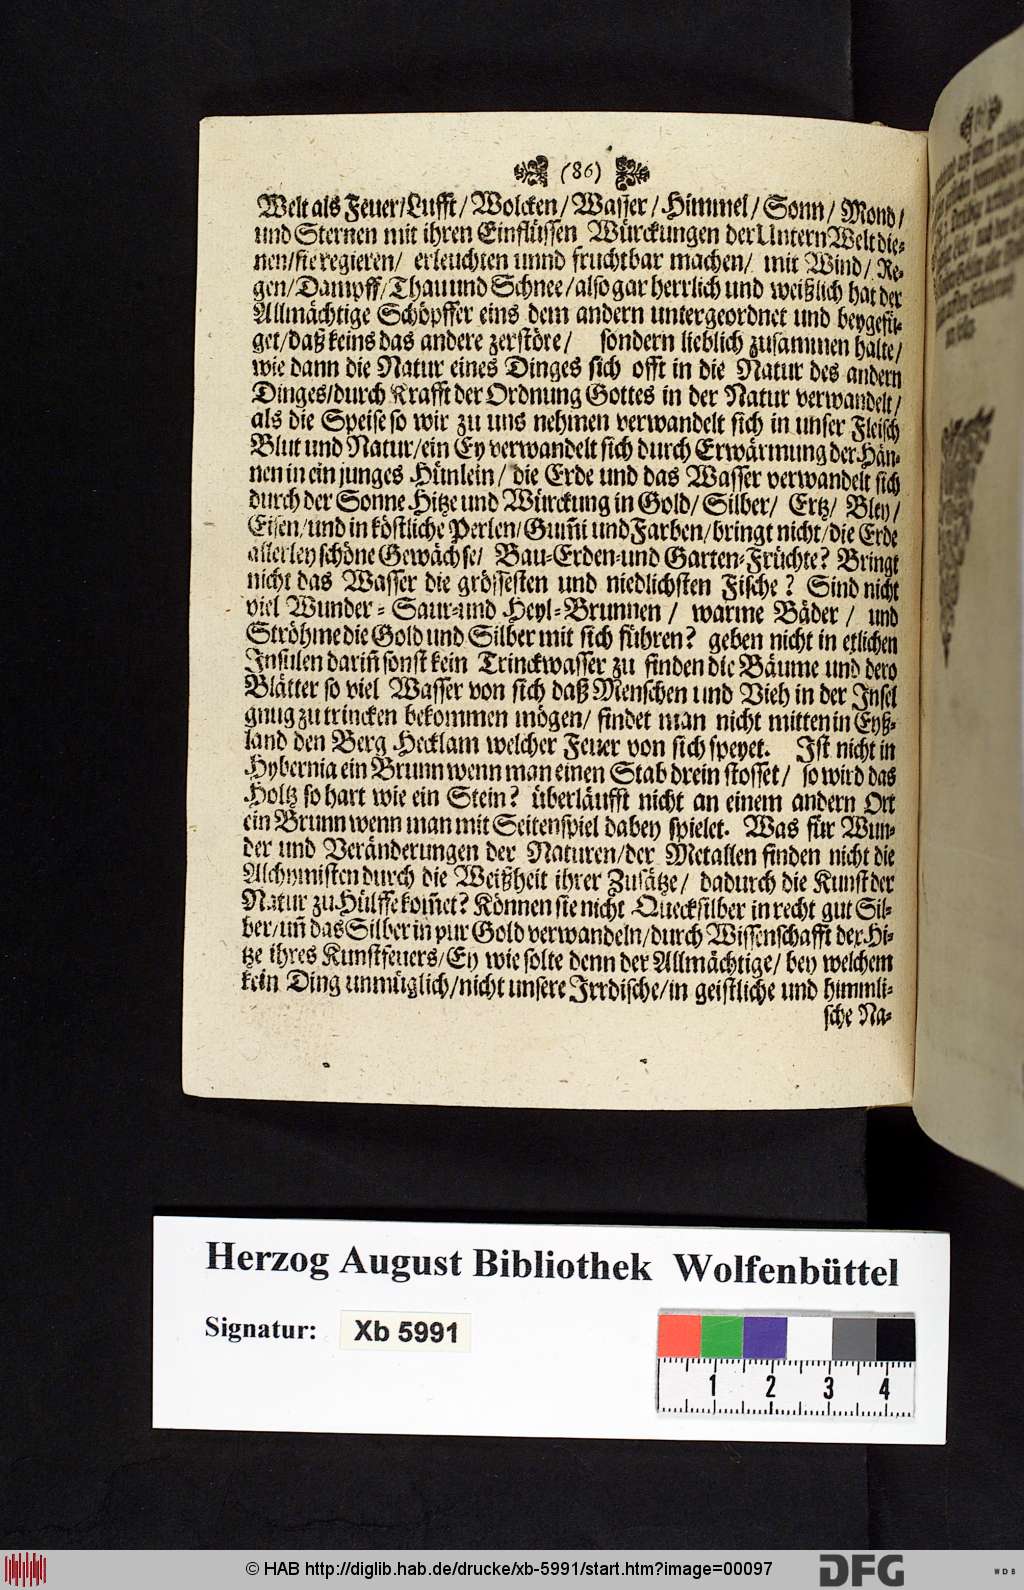 (86)
Welt als Feuer/Lufft/ Wolcken/ Wasser/ Himmel/ Sonn/ Mond/
und Sternen mit ihren Einflüssen Würckungen der Untern Welt die-
nen/sie regieren/ erleuchten unnd fruchtbar machen/ mit Wind/ Re-
gen/Dampff/Thau und Schnee/also gar herrlich und weißlich hat der
Allmächtige Schöpffer eins dem andern untergeordnet und beygefü-
get/daß keins das andere zerstöre/ sondern lieblich zusammen halte/
wie dann die Natur eines Dinges sich offt in die Natur des andern
Dinges/durch Krafft der Ordnung Gottes in der Natur verwandelt/
als die Speise so wir zu uns nehmen verwandelt sich in unser Fleisch
Blut und Natur/ein Ey verwandelt sich durch Erwärmung der Hän-
nen in ein junges Hünlein/ die Erde und das Wasser verwandelt sich
durch der Sonne Hitze und Würckung in Gold/ Silber/ Ertz/ Bley/
Eisen/und in köstliche Perlen/Gum̃i und Farben/bringt nicht/die Erde
allerley schöne Gewächse/ Bau-Erden-und Garten-Früchte? Bringt
nicht das Wasser die grössesten und niedlichsten Fische? Sind nicht
viel Wunder-Saur-und Heyl-Brunnen/ warme Bäder/ und
Ströhme die Gold und Silber mit sich führen? geben nicht in etlichen
Insulen dariñ sonst kein Trinckwasser zu finden die Bäume und dero
Blätter so viel Wasser von sich daß Menschen und Vieh in der Insel
gnug zu trincken bekommen mögen/ findet man nicht mitten in Eyß-
land den Berg Hecklam welcher Feuer von sich speyet. Ist nicht in
Hybernia ein Brunn wenn man einen Stab drein stosset/ so wird das
Holtz so hart wie ein Stein? überläufft nicht an einem andern Ort
ein Brunn wenn man mit Seitenspiel dabey spielet. Was für Wun-
der und Veränderungen der Naturen/der Metallen finden nicht die
Alchymisten durch die Weißheit ihrer Zusätze/ dadurch die Kunst der
Natur zu Hülffe kom̃et? Können sie nicht Quecksilber in recht gut Sil-
ber/uñ das Silber in pur Gold verwandeln/durch Wissenschafft der Hi-
tze ihres Kunstfeuers/Ey wie solte denn der Allmächtige/ bey welchem
kein Ding unmüglich/nicht unsere Irrdische/in geistliche und himmli-
sche Na-
Herzog August Bibliothek Wolfenbüttel
Signatur: Xb 5991
1 2 3 4
© HAB http://diglib.hab.de/drucke/xb-5991/start.htm?image=00097
DFG
WDB